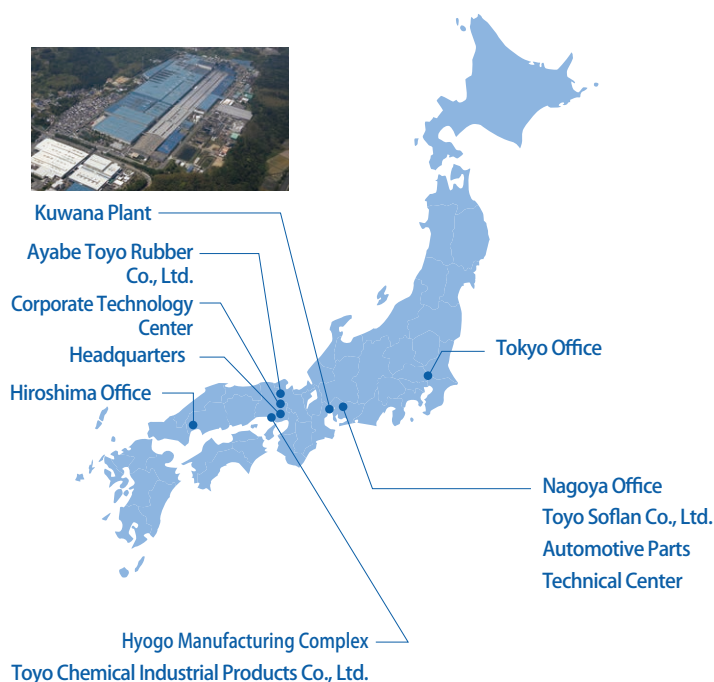 Kuwana Plant
Ayabe Toyo Rubber
Co., Ltd.
Corporate Technology
Center
Headquarters
Hiroshima Office
Tokyo Office
Nagoya Office
Toyo Soflan Co., Ltd.
Automotive Parts
Technical Center
Hyogo Manufacturing Complex
Toyo Chemical Industrial Products Co., Ltd.